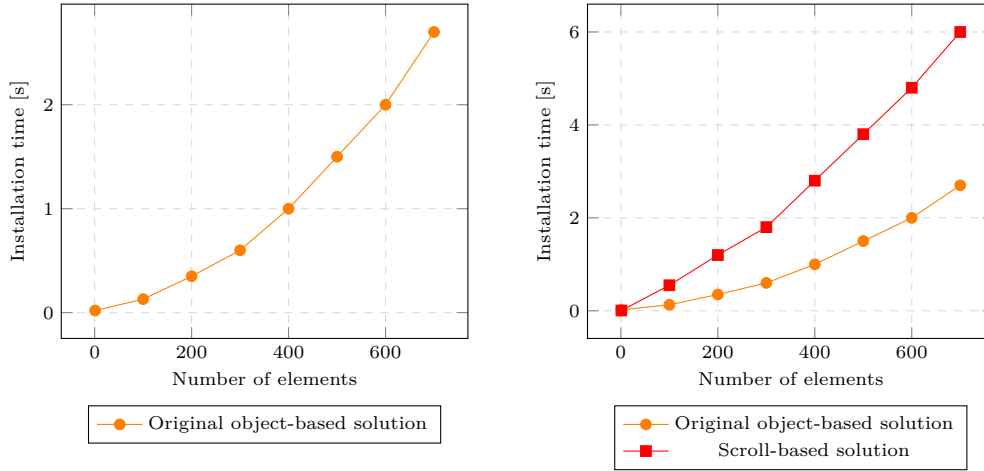 2
1
0
Installation time [s]
0 200 400 600
Number of elements
Original object-based solution
6
4
2
0
Installation time [s]
0 200 400 600
Number of elements
Original object-based solution
Scroll-based solution